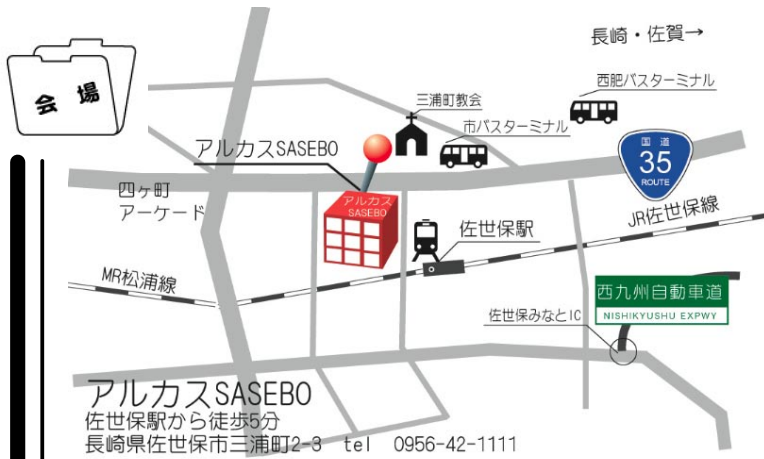 会場
長崎・佐賀→
西肥バスターミナル
三浦町教会
市バスターミナル
アルカスSASEBO
国道
35
ROUTE
四ヶ町
アーケード
アルカス
SASEBO
佐世保駅
JR佐世保線
MR松浦線
西九州自動車道
NISHIKYUSHU EXPWY
佐世保みなとIC
アルカスSASEBO
佐世保駅から徒歩5分
長崎県佐世保市三浦町2-3 tel 0956-42-1111